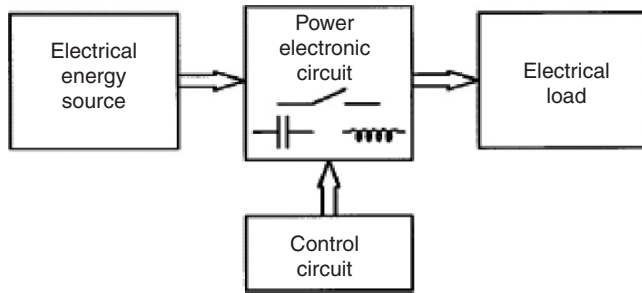 Electrical
energy
source
Power
electronic
circuit
Electrical
load
Control
circuit